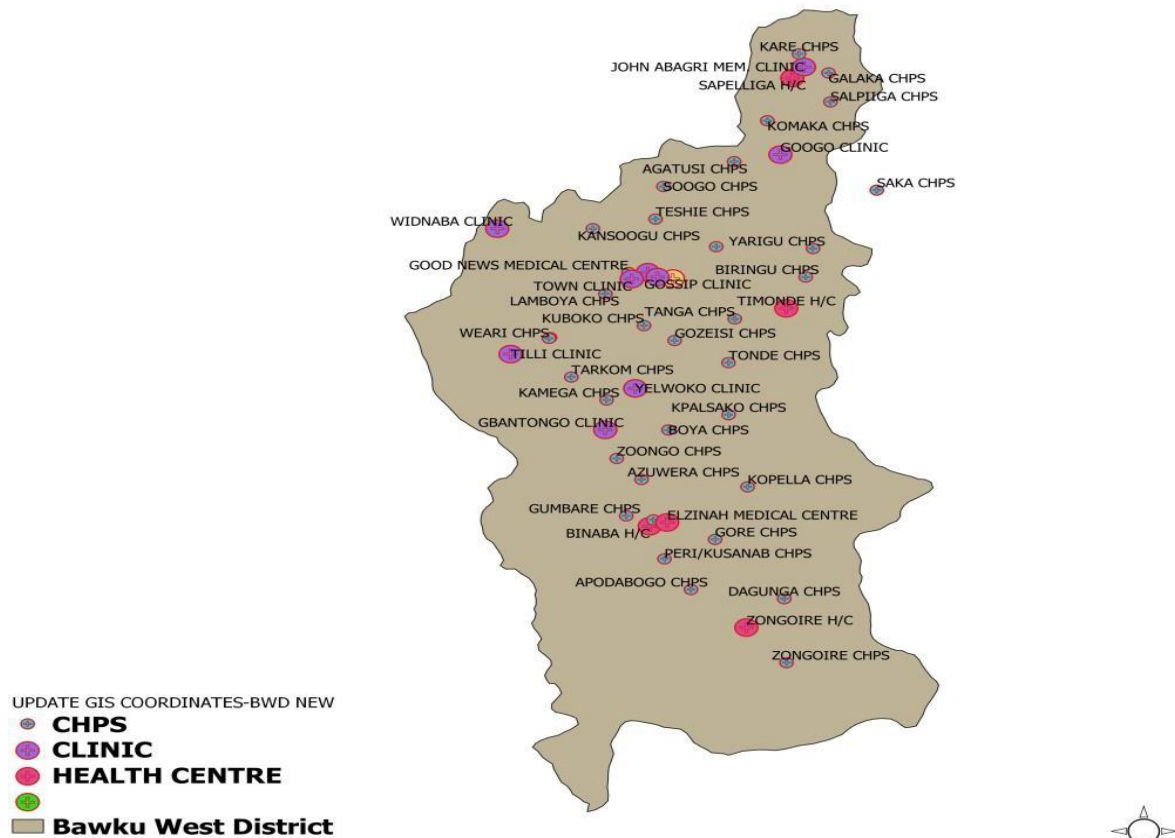 KARE CHPS
JOHN ABAGRI MEM. CLINIC
GALAKA CHPS
SAPELLIGA H/C
SALPIIGA CHPS
KOMAKA CHPS
GOOGO CLINIC
AGATUSI CHPS
SOOGO CHPS
SAKA CHPS
TESHIE CHPS
WIDNABA CLINIC
KANSOOGU CHPS
YARIGU CHPS
GOOD NEWS MEDICAL CENTRE
BIRINGU CHPS
TOWN CLINIC
GOSSIP CLINIC
LAMBOYA CHPS
TIMONDE H/C
TANGA CHPS
KUBOKO CHPS
WEARI CHPS
GOZEISI CHPS
TILLI CLINIC
TONDE CHPS
TARKOM CHPS
YELWOKO CLINIC
KAMEGA CHPS
KPALSAKO CHPS
GBANTONGO CLINIC
BOYA CHPS
ZOONGO CHPS
AZUWERA CHPS
KOPELLA CHPS
GUMBARE CHPS
ELZINAH MEDICAL CENTRE
BINABA H/C
GORE CHPS
PERI/KUSANAB CHPS
APODABOGO CHPS
DAGUNGA CHPS
ZONGOIRE H/C
ZONGOIRE CHPS
UPDATE GIS COORDINATES-BWD NEW
CHPS
CLINIC
HEALTH CENTRE
Bawku West District